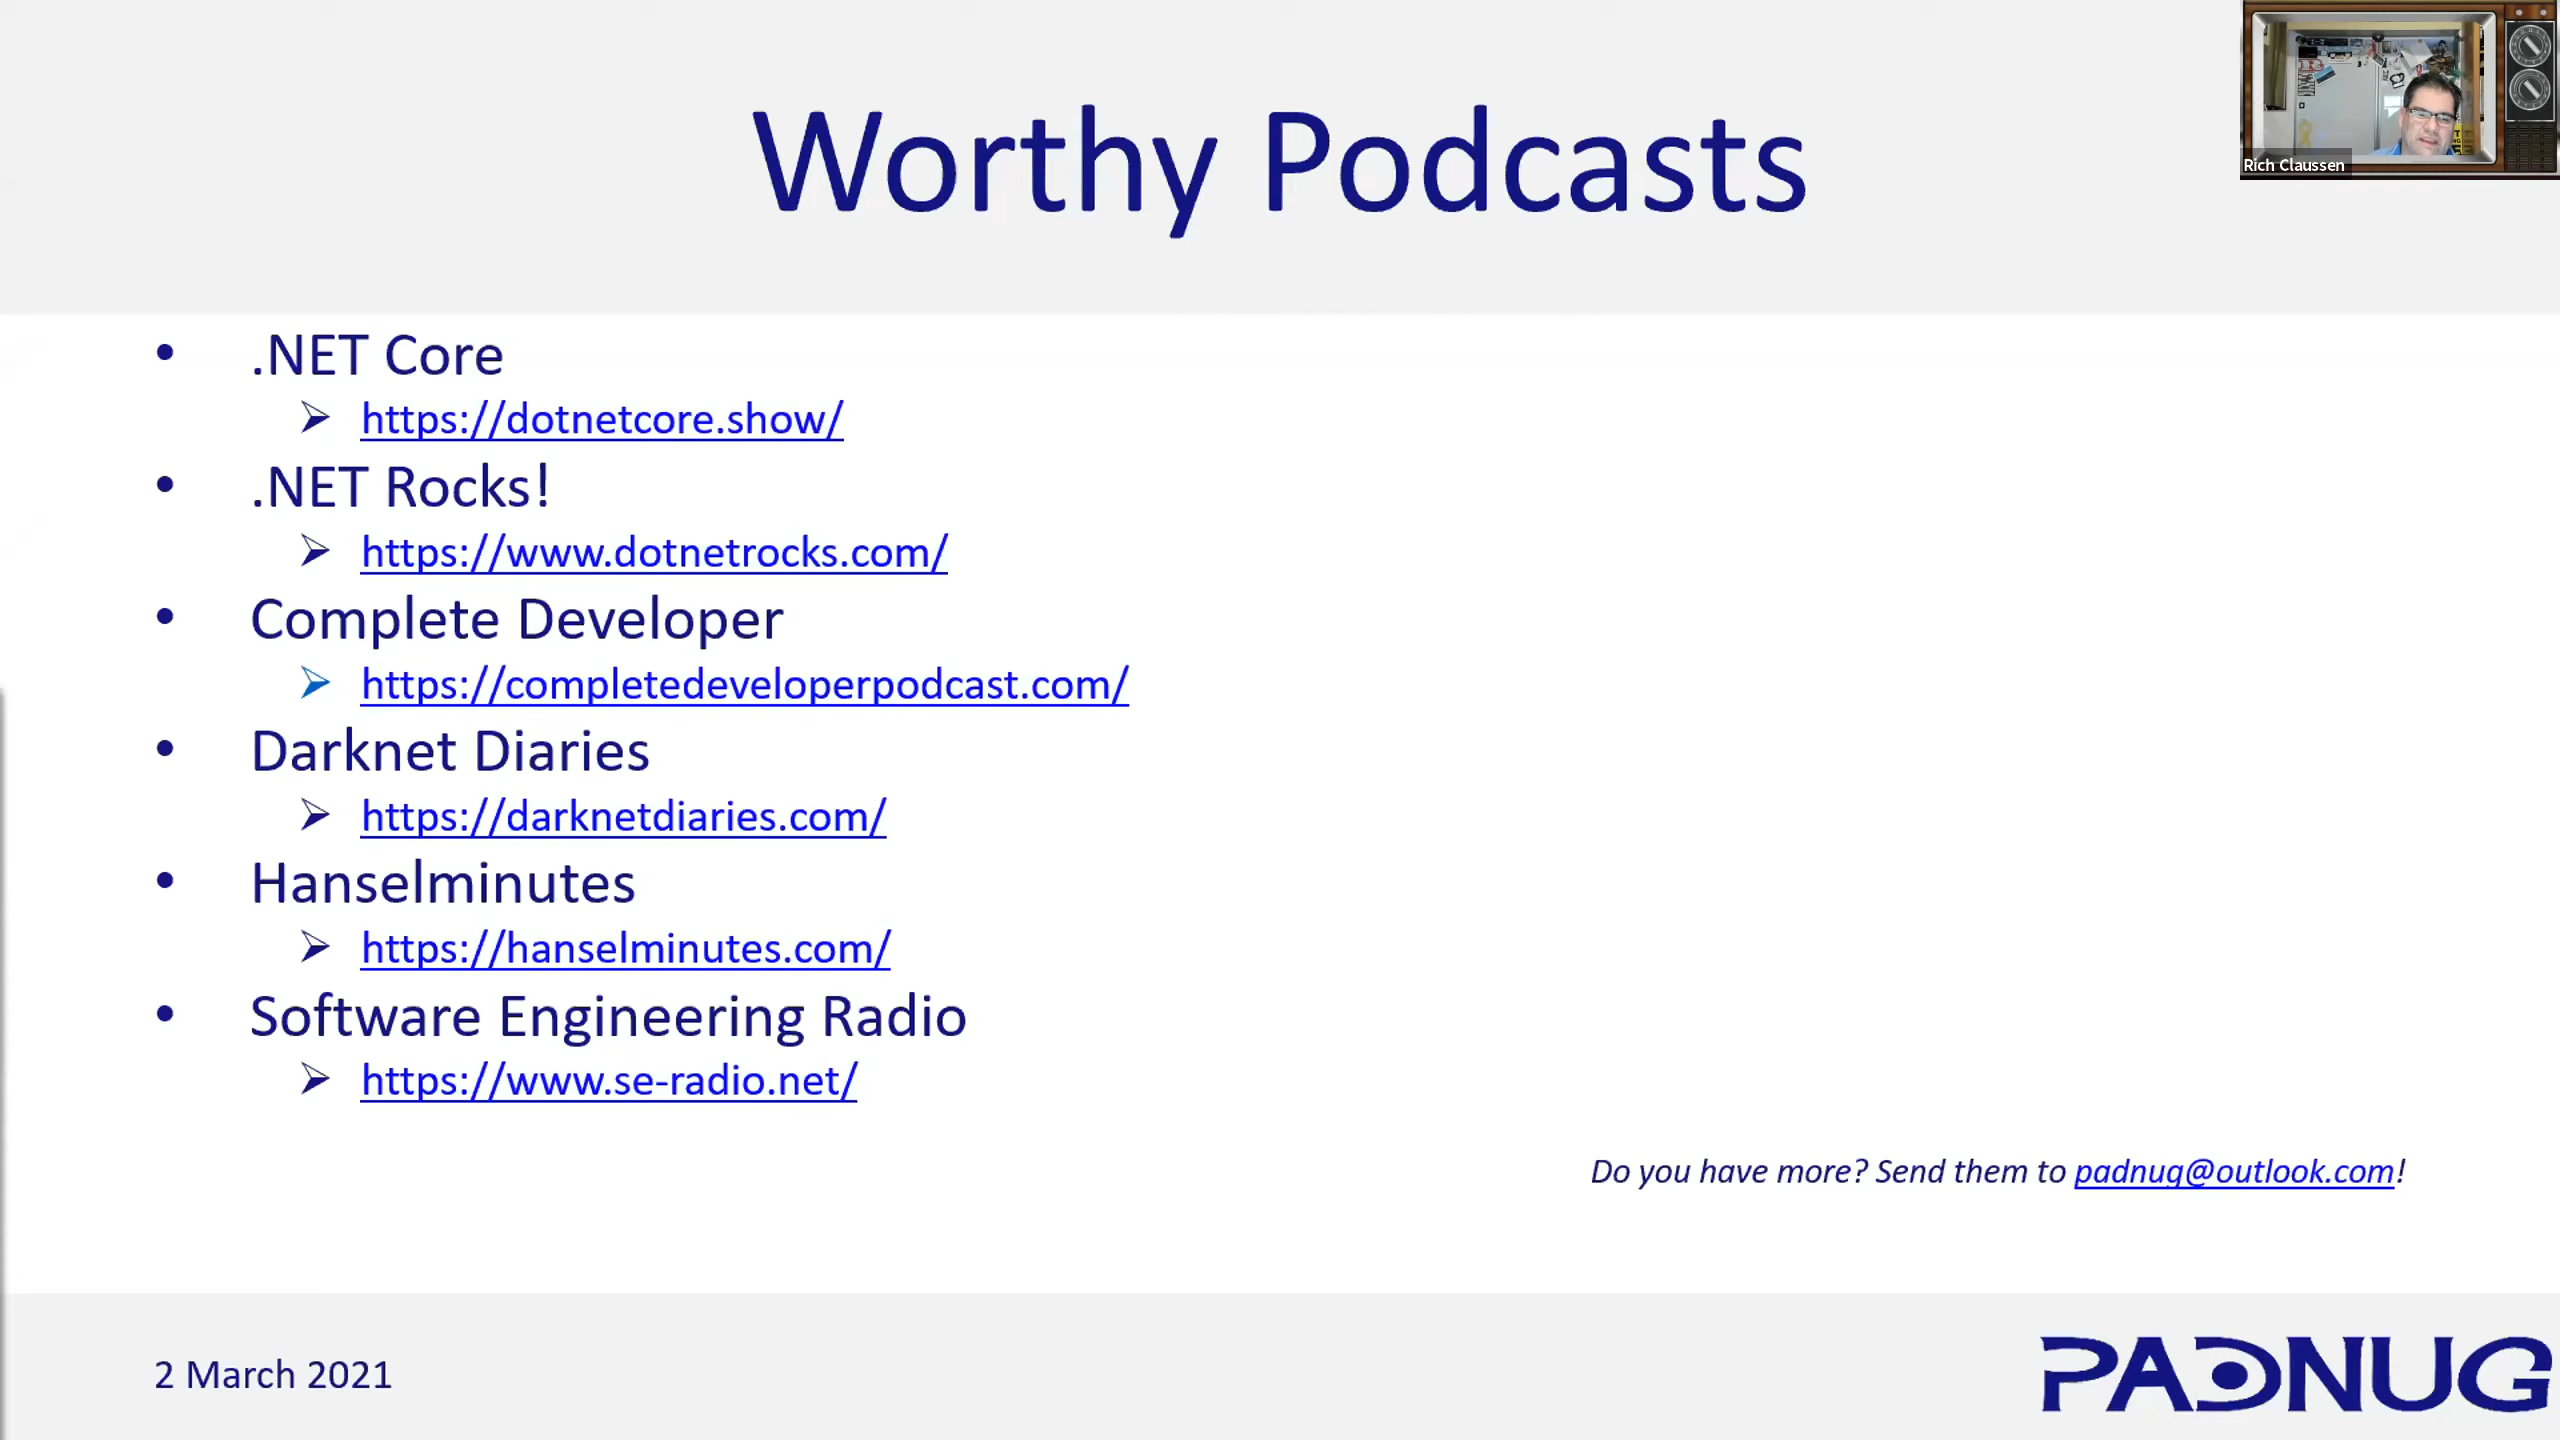 Worthy Podcasts
Rich Claussen
• .NET Core
➢ https://dotnetcore.show/
• .NET Rocks!
➢ https://www.dotnetrocks.com/
• Complete Developer
➢ https://completedeveloperpodcast.com/
• Darknet Diaries
➢ https://darknetdiaries.com/
• Hanselminutes
➢ https://hanselminutes.com/
• Software Engineering Radio
➢ https://www.se-radio.net/
Do you have more? Send them to padnug@outlook.com!
2 March 2021
PADNUG